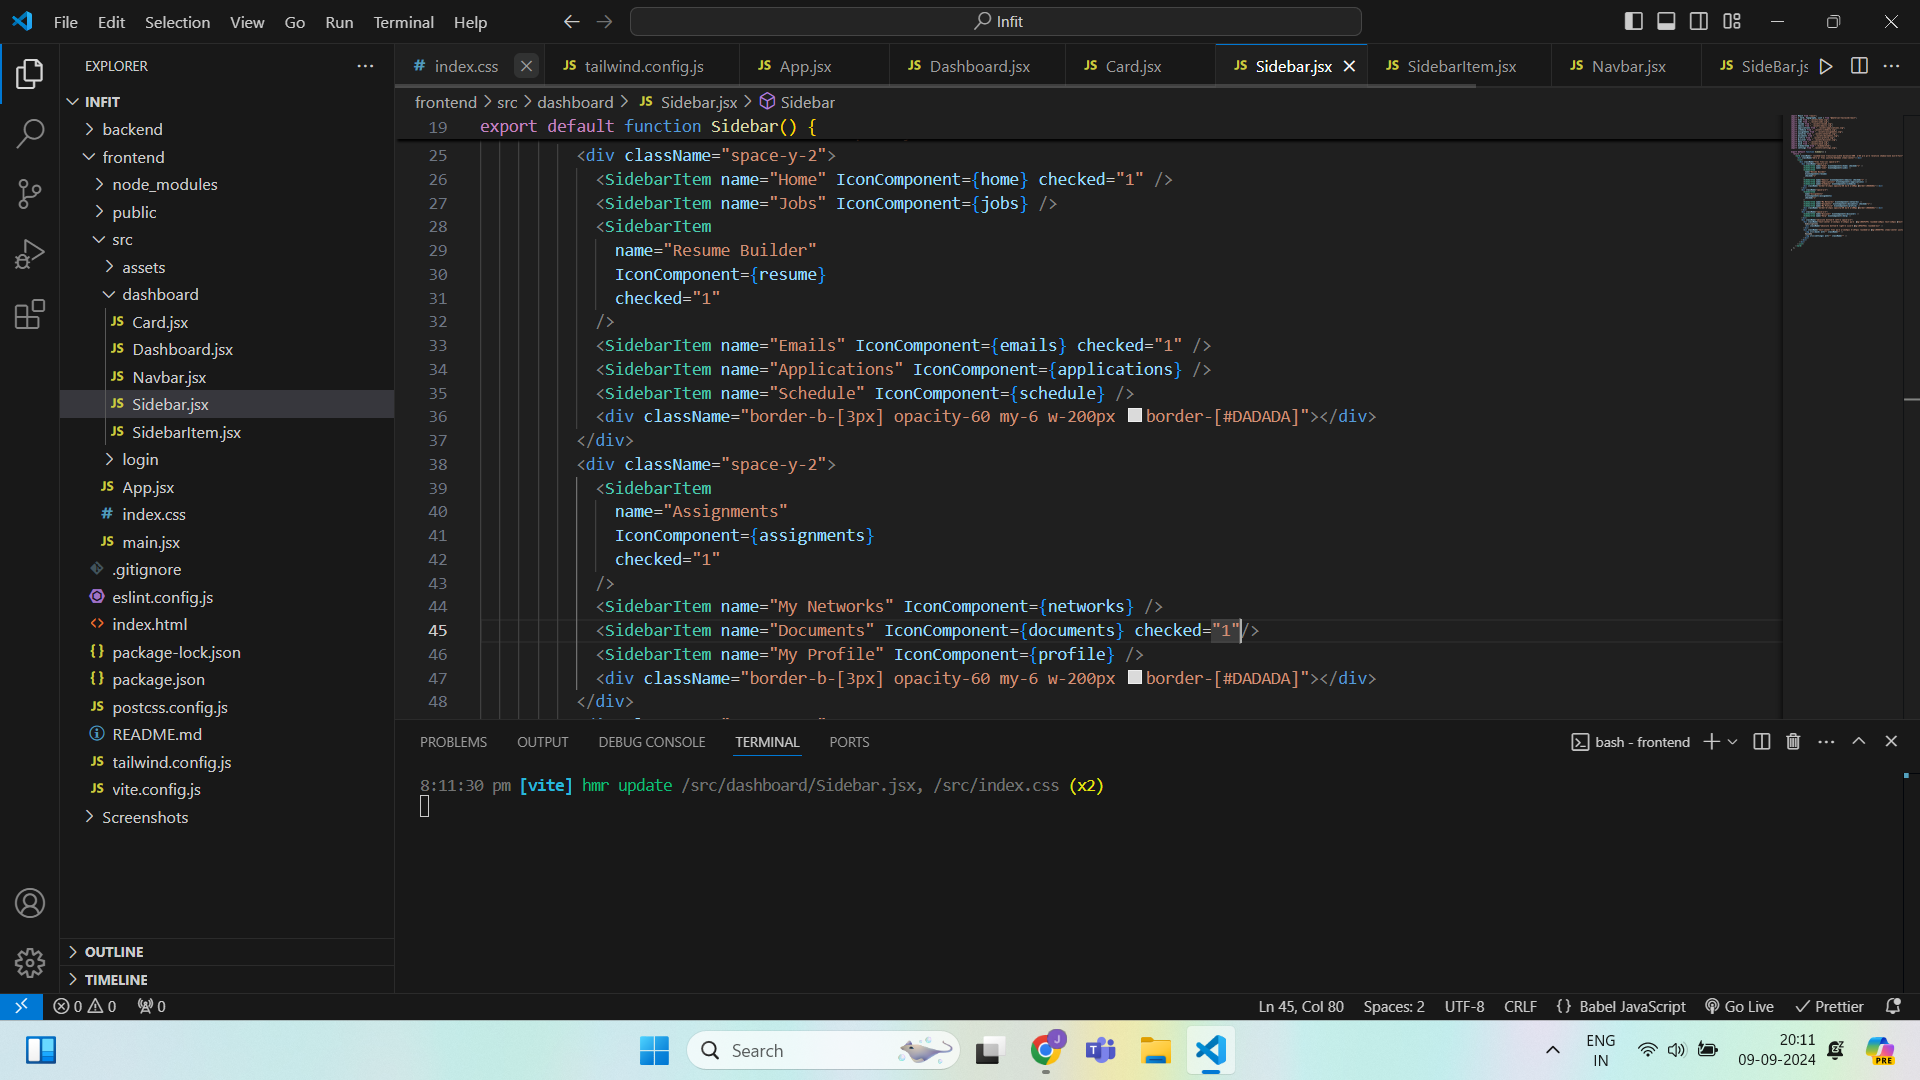 File Edit Selection View Go Run Terminal Help
Infit
EXPLORER
INFIT
backend
frontend
node_modules
public
src
assets
dashboard
Card.jsx
Dashboard.jsx
Navbar.jsx
Sidebar.jsx
SidebarItem.jsx
login
App.jsx
index.css
main.jsx
.gitignore
eslint.config.js
index.html
package-lock.json
package.json
postcss.config.js
README.md
tailwind.config.js
vite.config.js
Screenshots
OUTLINE
TIMELINE
index.css tailwind.config.js App.jsx Dashboard.jsx Card.jsx Sidebar.jsx SidebarItem.jsx Navbar.jsx SideBar.js
frontend > src > dashboard > JS Sidebar.jsx > Sidebar
19 export default function Sidebar() {
25 <div className="space-y-2">
26 <SidebarItem name="Home" IconComponent={home} checked="1" />
27 <SidebarItem name="Jobs" IconComponent={jobs} />
28 <SidebarItem
29 name="Resume Builder"
30 IconComponent={resume}
31 checked="1"
32 />
33 <SidebarItem name="Emails" IconComponent={emails} checked="1" />
34 <SidebarItem name="Applications" IconComponent={applications} />
35 <SidebarItem name="Schedule" IconComponent={schedule} />
36 <div className="border-b-[3px] opacity-60 my-6 w-200px border-[#DADADA]"></div>
37 </div>
38 <div className="space-y-2">
39 <SidebarItem
40 name="Assignments"
41 IconComponent={assignments}
42 checked="1"
43 />
44 <SidebarItem name="My Networks" IconComponent={networks} />
45 <SidebarItem name="Documents" IconComponent={documents} checked="1"/>
46 <SidebarItem name="My Profile" IconComponent={profile} />
47 <div className="border-b-[3px] opacity-60 my-6 w-200px border-[#DADADA]"></div>
48 </div>
PROBLEMS OUTPUT DEBUG CONSOLE TERMINAL PORTS
bash - frontend
8:11:30 pm [vite] hmr update /src/dashboard/Sidebar.jsx, /src/index.css (x2)
0 0 0
Ln 45, Col 80 Spaces: 2 UTF-8 CRLF {} Babel JavaScript Go Live Prettier
Search
ENG
IN
20:11
09-09-2024
PRE